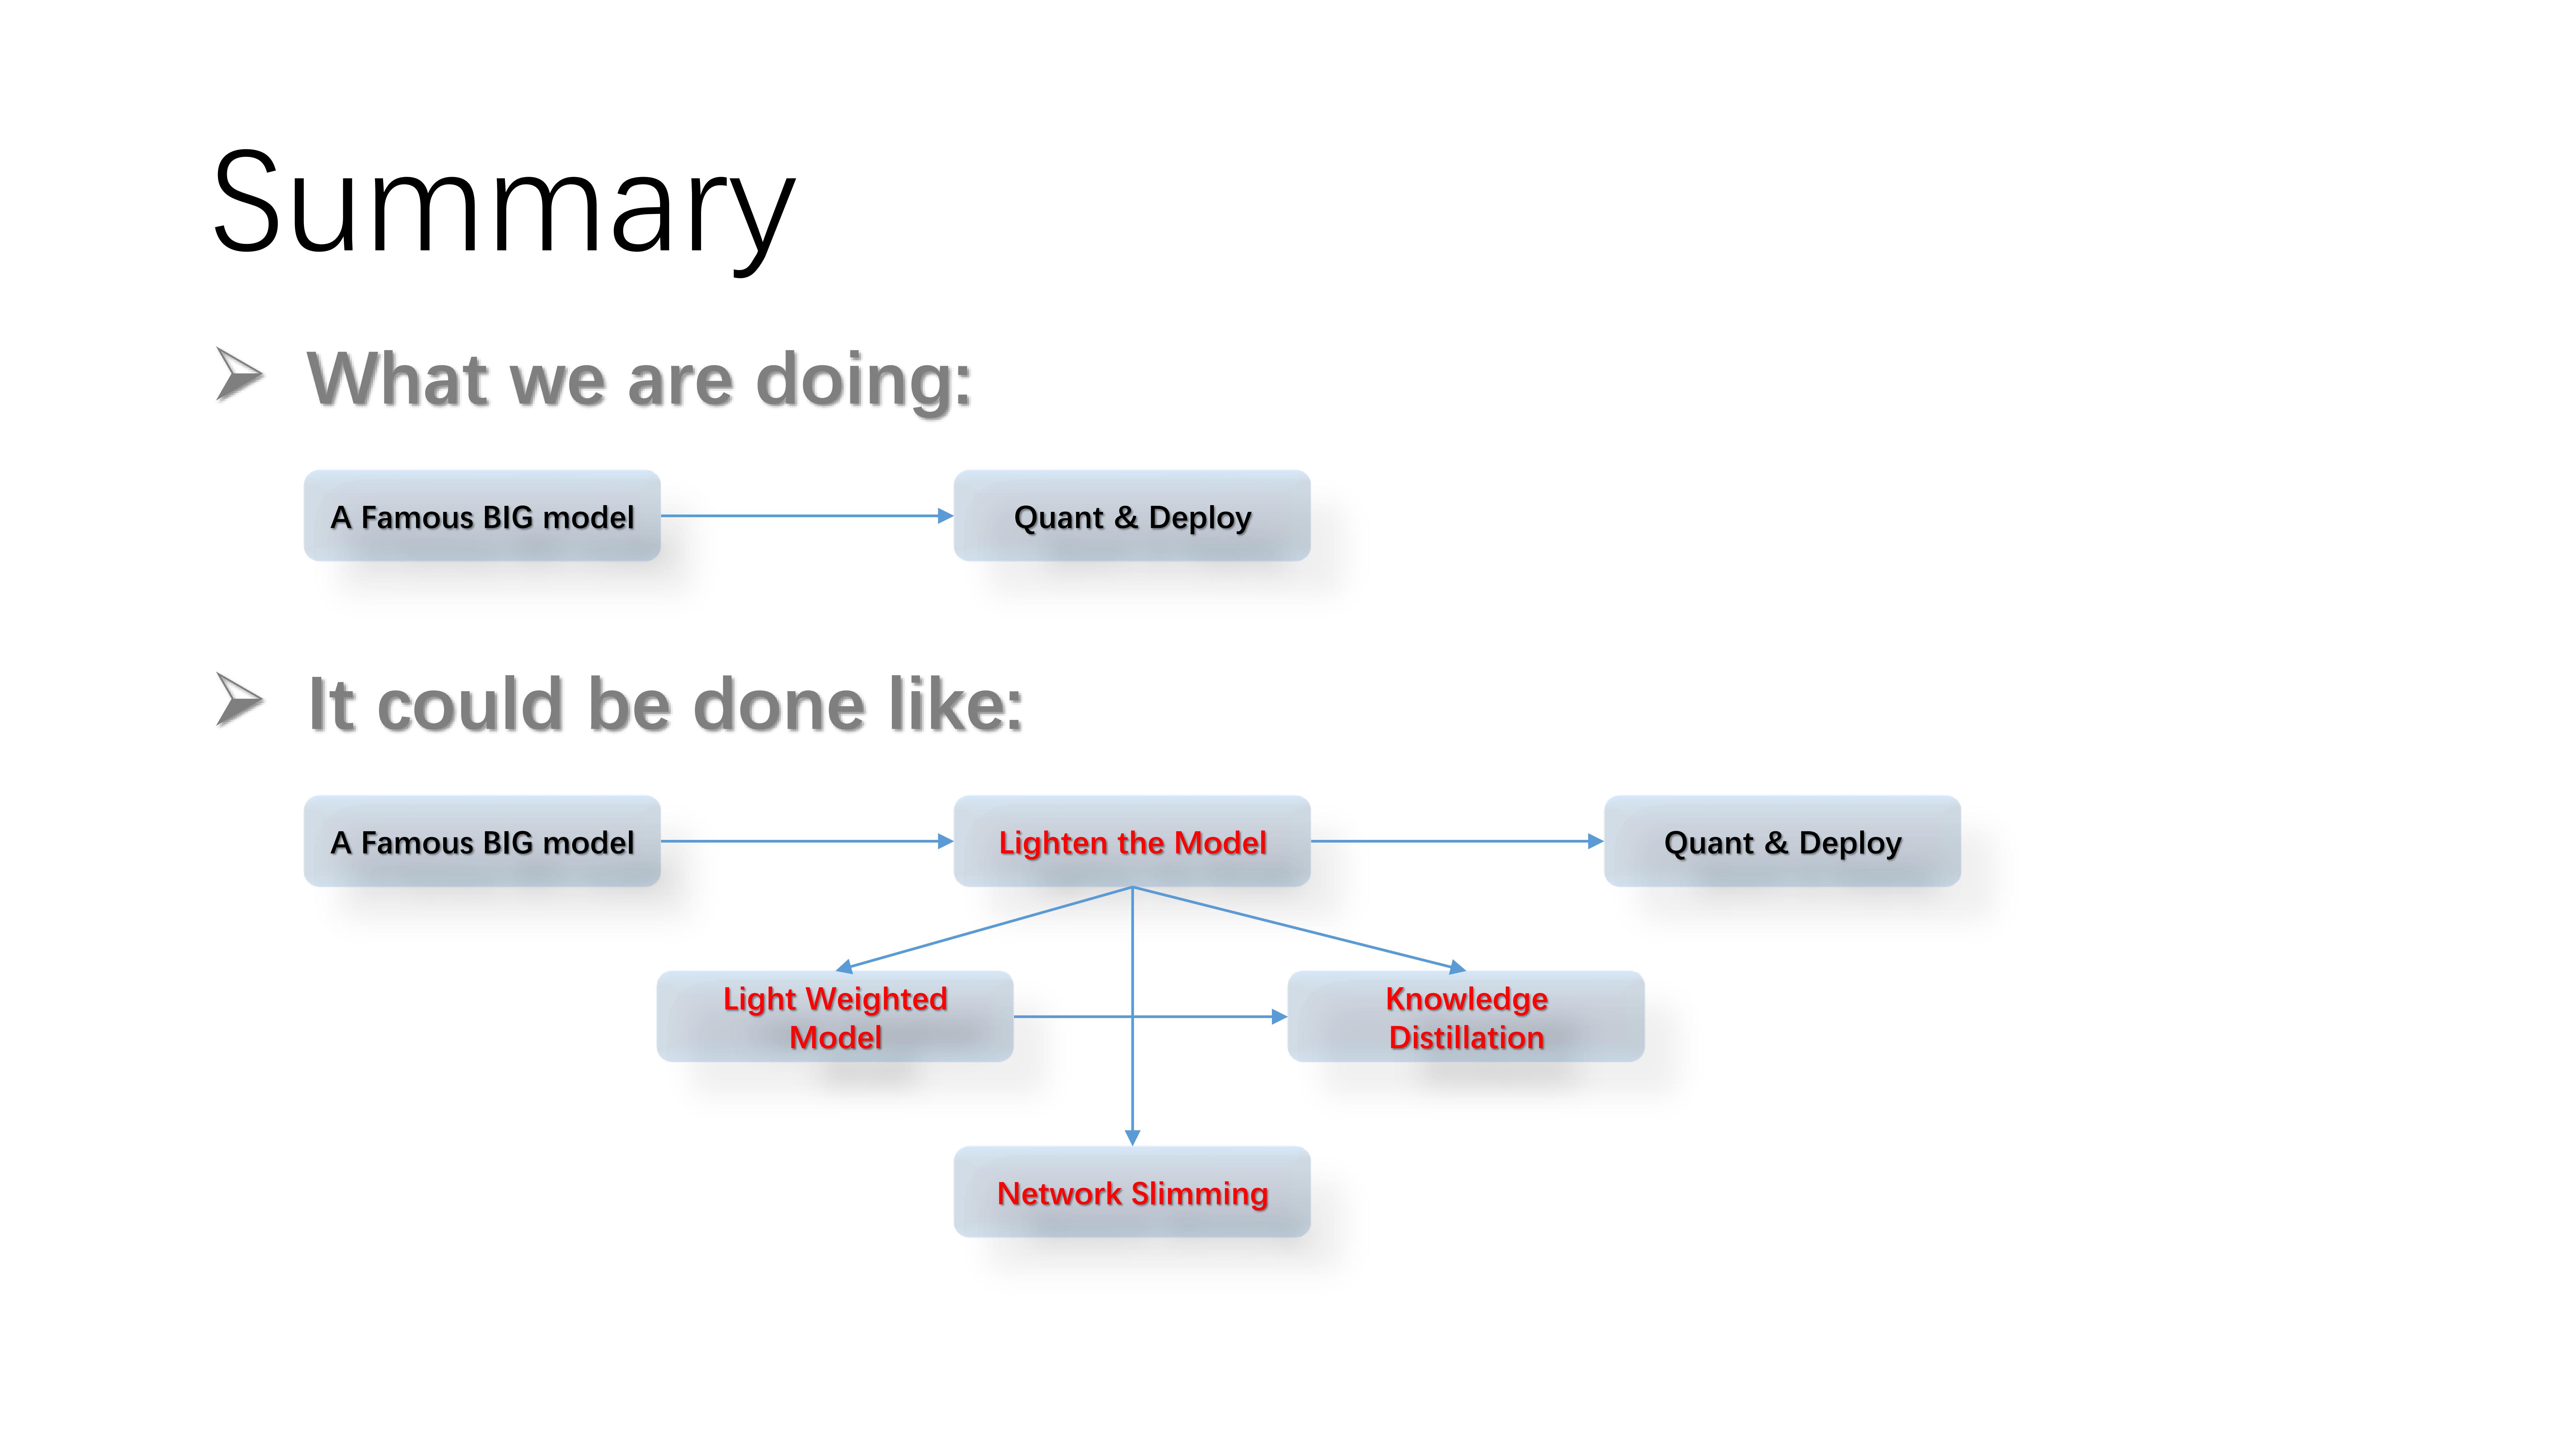 Summary
What we are doing:
A Famous BIG model
Quant & Deploy
It could be done like:
A Famous BIG model
Lighten the Model
Quant & Deploy
Light Weighted
Model
Knowledge
Distillation
Network Slimming